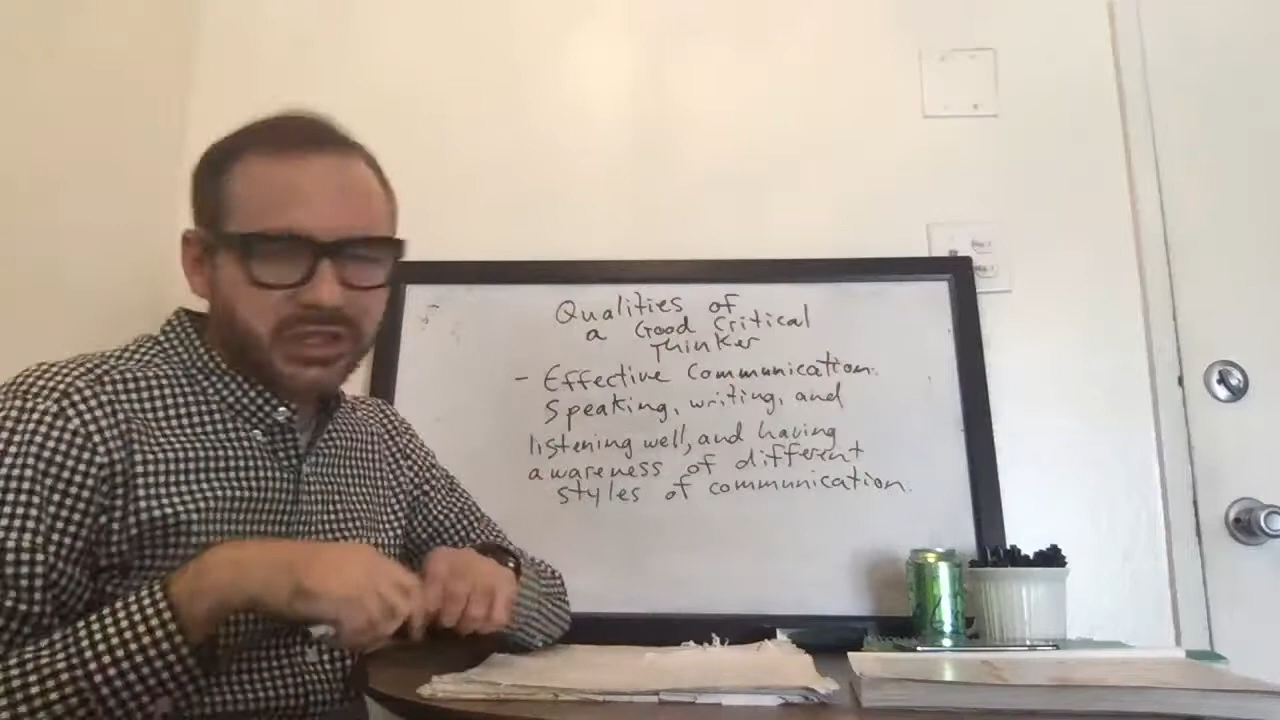 Qualities of
a Good Critical
Thinker
- Effective Communication.
Speaking, writing, and
listening well, and having
awareness of different
styles of communication.